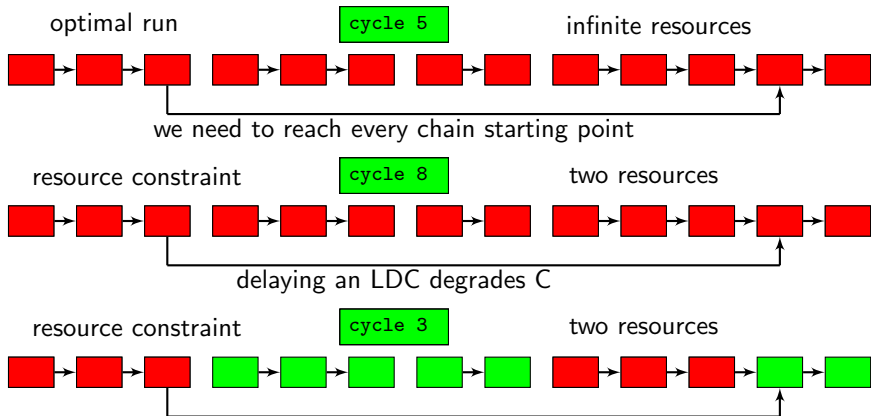 optimal run
cycle 5
infinite resources
we need to reach every chain starting point
resource constraint
cycle 8
two resources
delaying an LDC degrades C
resource constraint
cycle 3
two resources